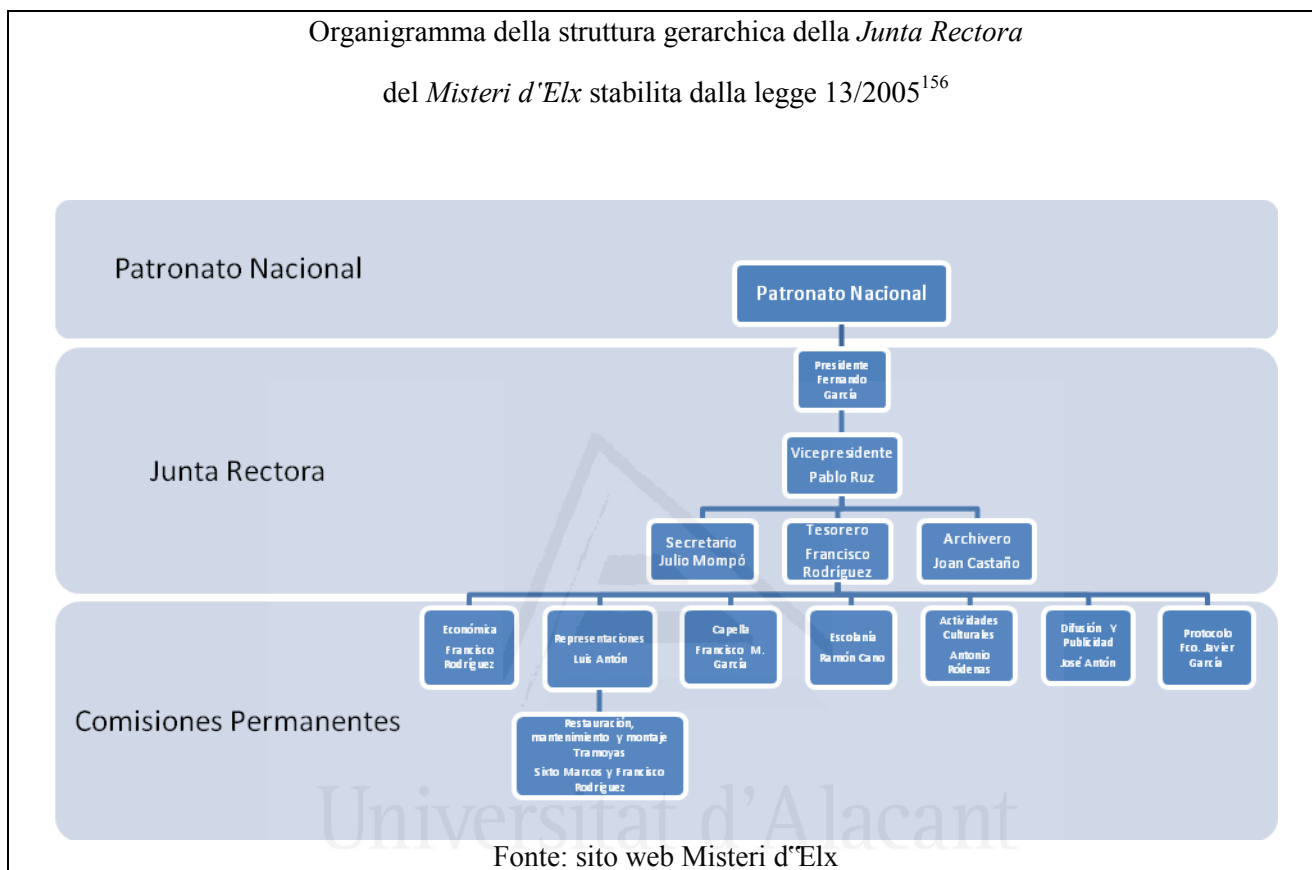 Organigramma della struttura gerarchica della Junta Rectora
del Misteri d‟Elx stabilita dalla legge 13/2005156
Patronato Nacional
Patronato Nacional
Junta Rectora
Presidente
Fernando
García
Vicepresidente
Pablo Ruz
Secretario
Julio Mompó
Tesorero
Francisco
Rodríguez
Archivero
Joan Castaño
Comisiones Permanentes
Económica
Francisco
Rodríguez
Representaciones
Luis Antón
Capella
Francisco M.
García
Escolanía
Ramón Cano
Actividades
Culturales
Antonio
Ródenas
Difusión Y
Publicidad
José Antón
Protocolo
Fco. Javier
García
Restauración,
mantenimiento y montaje
Tramoyas
Sixto Marcos y Francisco
Rodríguez
Universitat d'Alacant
Fonte: sito web Misteri d‟Elx